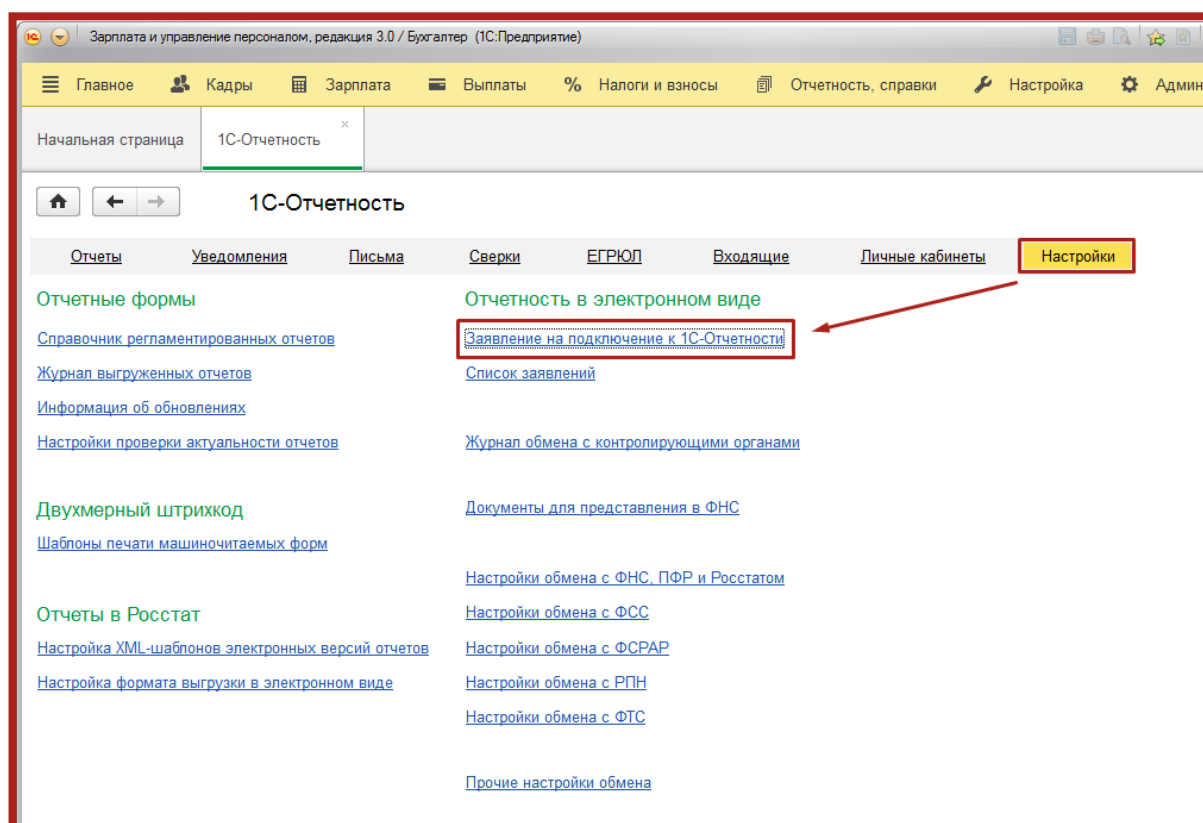 Зарплата и управление персоналом, редакция 3.0 / Бухгалтер (1С:Предприятие)
Главное Кадры Зарплата Выплаты % Налоги и взносы Отчетность, справки Настройка Админ
Начальная страница 1С-Отчетность ×
1С-Отчетность
Отчеты Уведомления Письма Сверки ЕГРЮЛ Входящие Личные кабинеты Настройки
Отчетные формы
Справочник регламентированных отчетов
Журнал выгруженных отчетов
Информация об обновлениях
Настройки проверки актуальности отчетов
Двухмерный штрихкод
Шаблоны печати машиночитаемых форм
Отчеты в Росстат
Настройка XML-шаблонов электронных версий отчетов
Настройка формата выгрузки в электронном виде
Отчетность в электронном виде
Заявление на подключение к 1С-Отчетности
Список заявлений
Журнал обмена с контролирующими органами
Документы для представления в ФНС
Настройки обмена с ФНС, ПФР и Росстатом
Настройки обмена с ФСС
Настройки обмена с ФСРАР
Настройки обмена с РПН
Настройки обмена с ФТС
Прочие настройки обмена